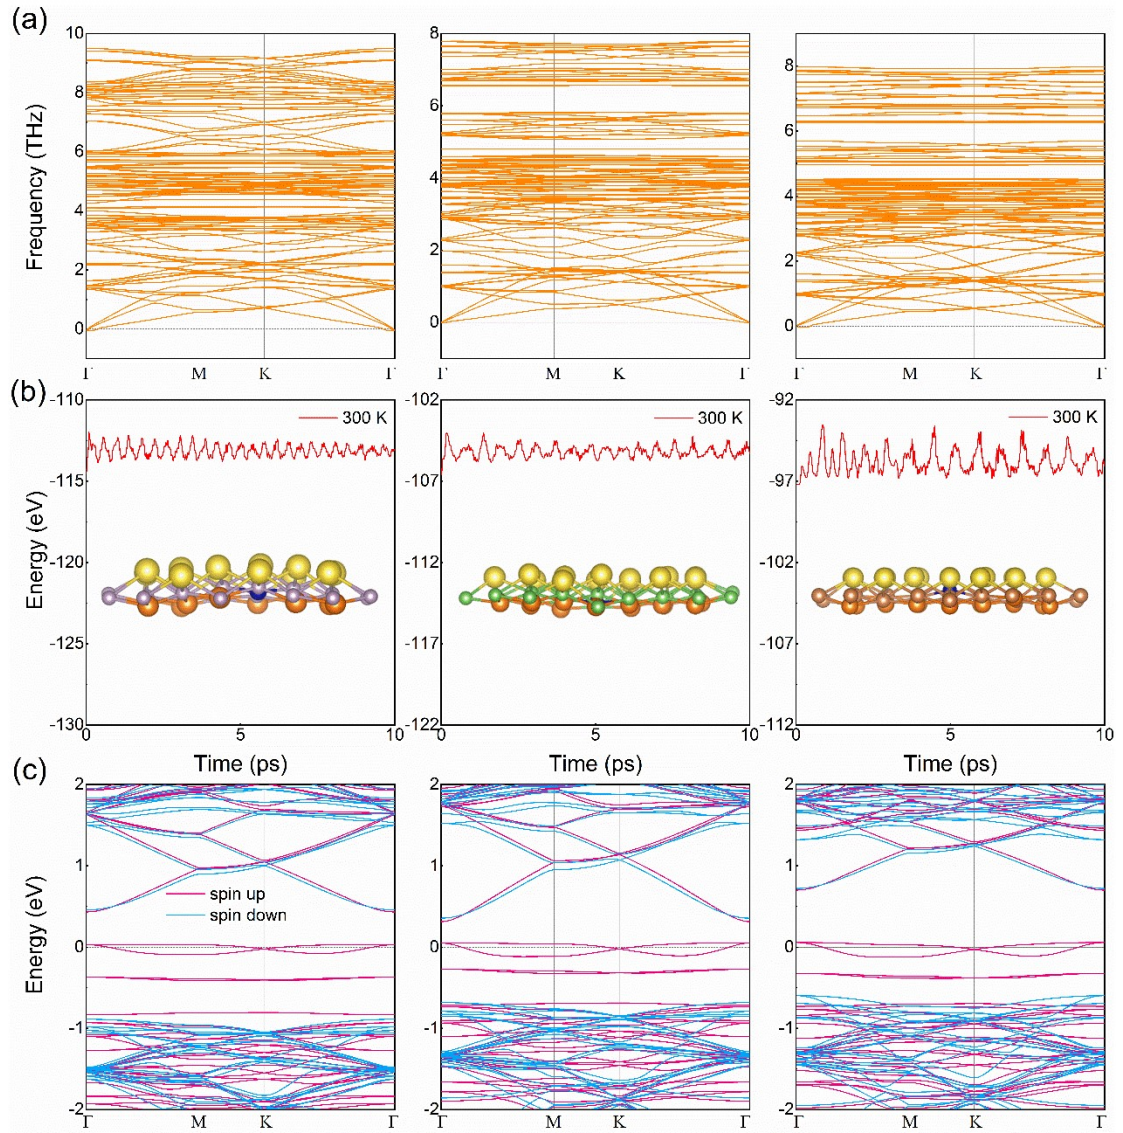 (a)
Frequency (THz)
10
8
6
4
2
0
Γ M K Γ
8
6
4
2
0
Γ M K Γ
8
6
4
2
0
Γ M K Γ
(b)
Energy (eV)
-110
-115
-120
-125
-130
300 K
0 5 10
Time (ps)
-102
-107
-112
-117
-122
300 K
0 5 10
Time (ps)
-92
-97
-102
-107
-112
300 K
0 5 10
Time (ps)
(c)
Energy (eV)
2
1
0
-1
-2
spin up
spin down
Γ M K Γ
2
1
0
-1
-2
Γ M K Γ
2
1
0
-1
-2
Γ M K Γ